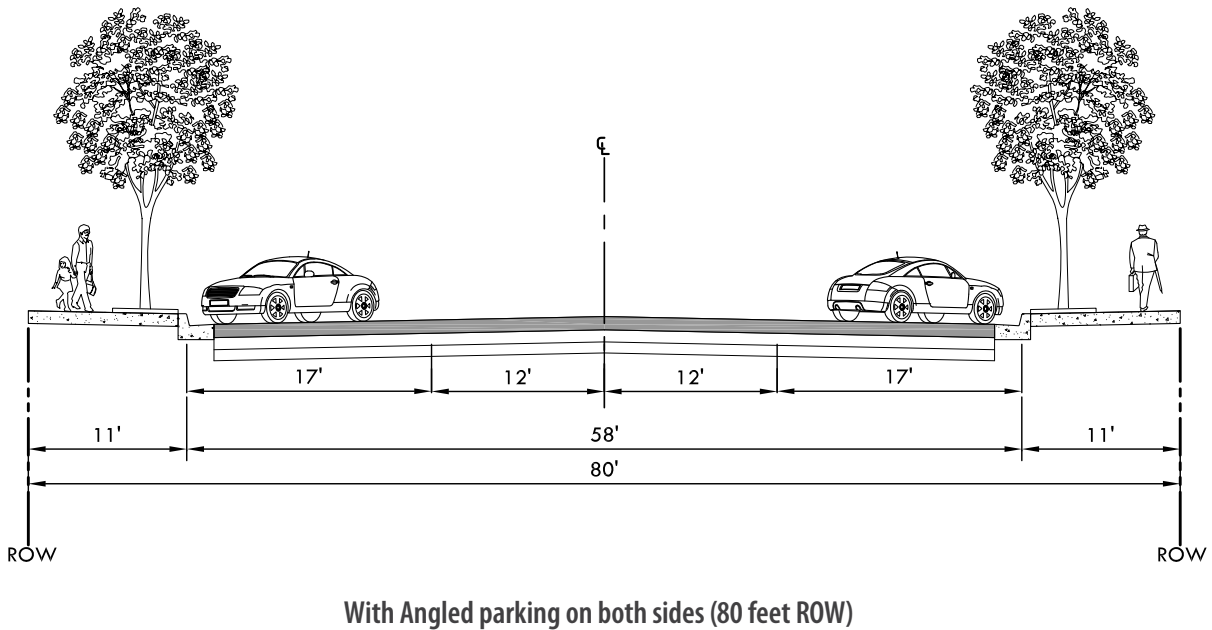 ℄
17' 12' 12' 17'
11' 58' 11'
80'
ROW ROW
With Angled parking on both sides (80 feet ROW)